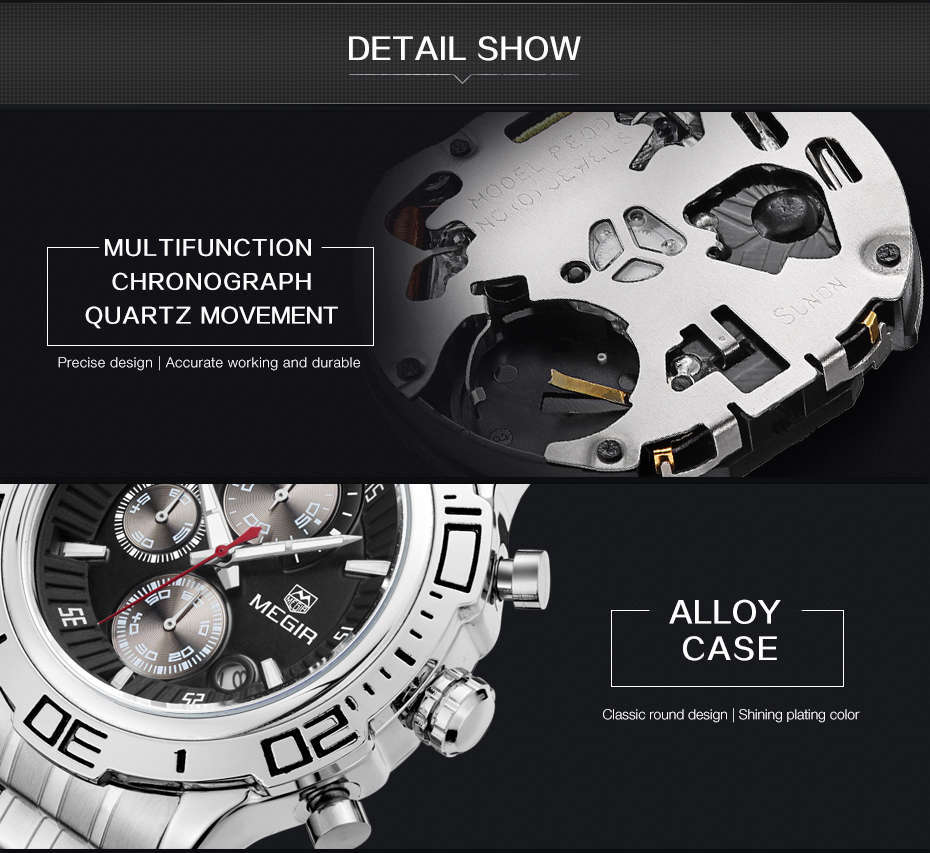 DETAIL SHOW
MULTIFUNCTION
CHRONOGRAPH
QUARTZ MOVEMENT
Precise design | Accurate working and durable
SUNON
MEGIR
ALLOY
CASE
Classic round design | Shining plating color